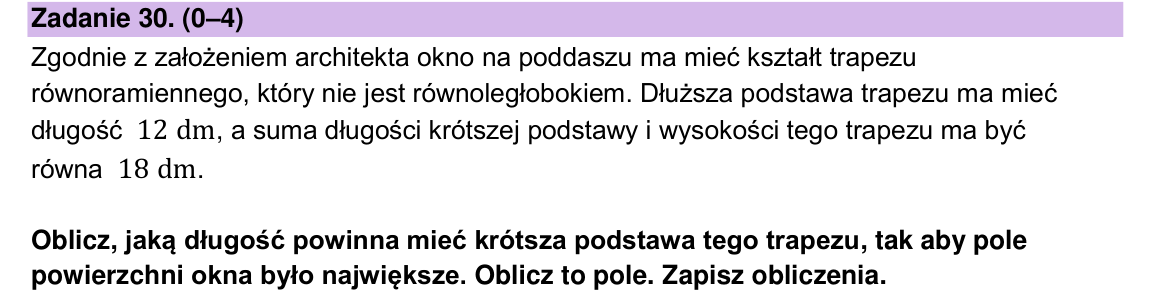 Zadanie 30. (0–4)
Zgodnie z założeniem architekta okno na poddaszu ma mieć kształt trapezu
równoramiennego, który nie jest równoległobokiem. Dłuższa podstawa trapezu ma mieć
długość 12 dm, a suma długości krótszej podstawy i wysokości tego trapezu ma być
równa 18 dm.
Oblicz, jaką długość powinna mieć krótsza podstawa tego trapezu, tak aby pole
powierzchni okna było największe. Oblicz to pole. Zapisz obliczenia.